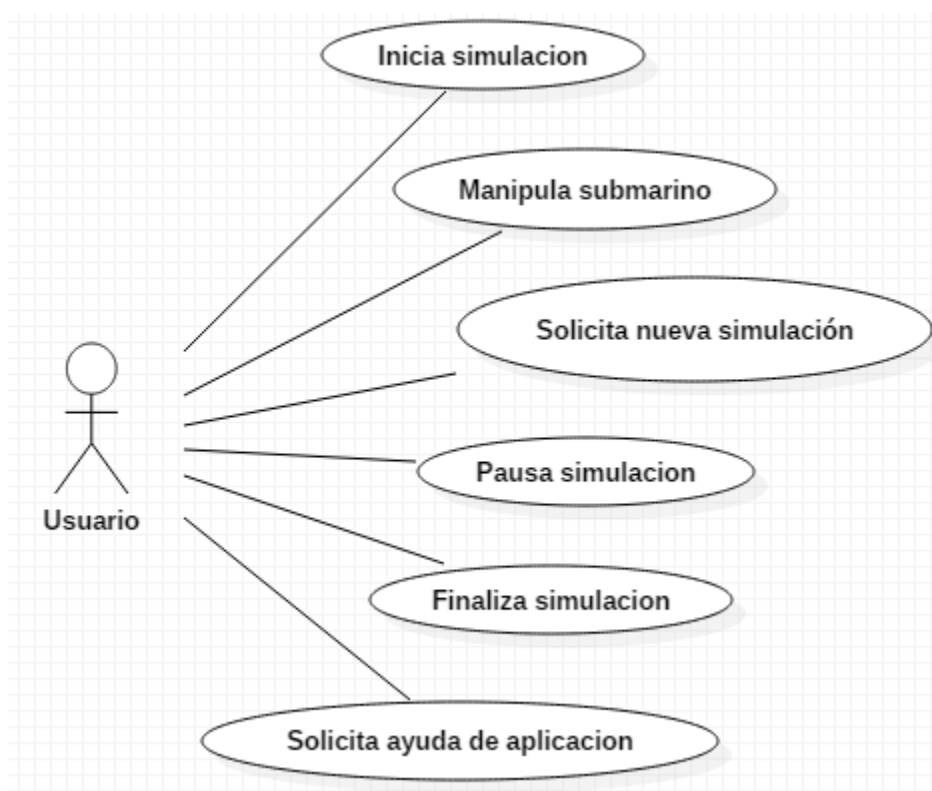 Inicia simulacion
Manipula submarino
Solicita nueva simulación
Pausa simulacion
Usuario
Finaliza simulacion
Solicita ayuda de aplicacion